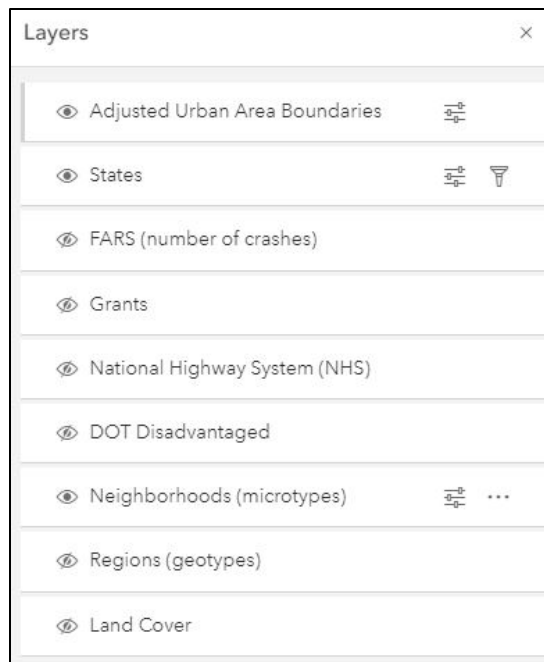 Layers
Adjusted Urban Area Boundaries
States
FARS (number of crashes)
Grants
National Highway System (NHS)
DOT Disadvantaged
Neighborhoods (microtypes)
Regions (geotypes)
Land Cover